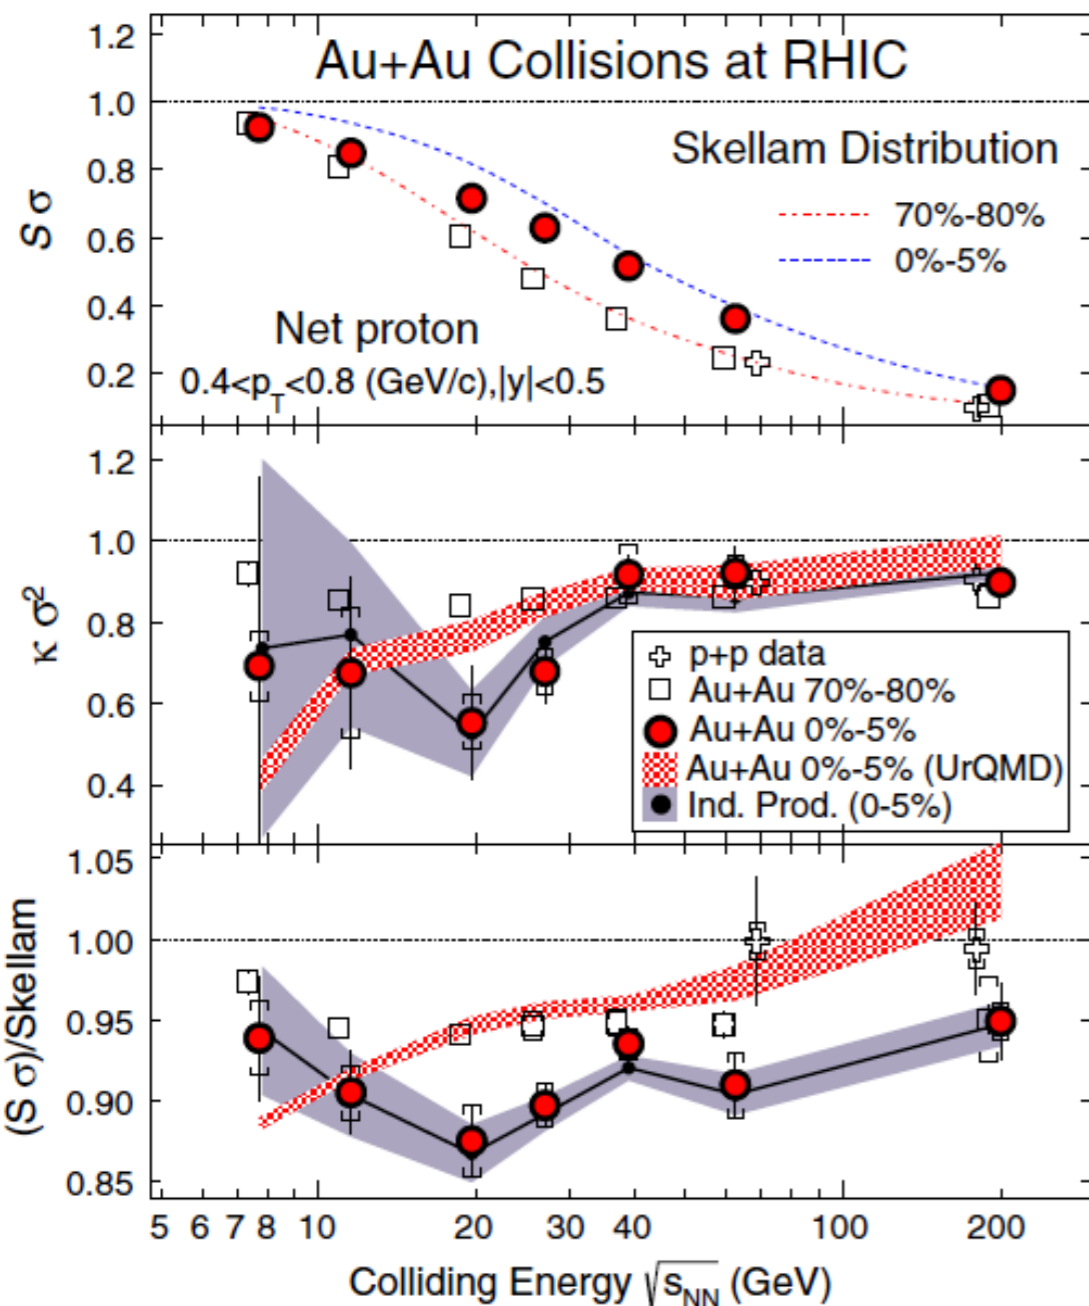 1.2
Au+Au Collisions at RHIC
1.0
Skellam Distribution
0.8
70%-80%
0.6
0%-5%
0.4
Net proton
0.2
0.4<p_T<0.8 (GeV/c),|y|<0.5
S σ
1.2
1.0
0.8
0.6
0.4
κ σ²
p+p data
Au+Au 70%-80%
Au+Au 0%-5%
Au+Au 0%-5% (UrQMD)
Ind. Prod. (0-5%)
1.05
1.00
0.95
0.90
0.85
(S σ)/Skellam
5 6 7 8 10 20 30 40 100 200
Colliding Energy √s_NN (GeV)